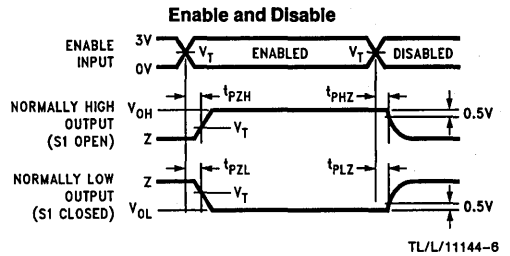 Enable and Disable
ENABLE INPUT 3V 0V VT ENABLED VT DISABLED
tPZH tPHZ
NORMALLY HIGH OUTPUT (S1 OPEN) VOH Z VT 0.5V
tPZL tPLZ
NORMALLY LOW OUTPUT (S1 CLOSED) Z VOL VT 0.5V
TL/L/11144-6